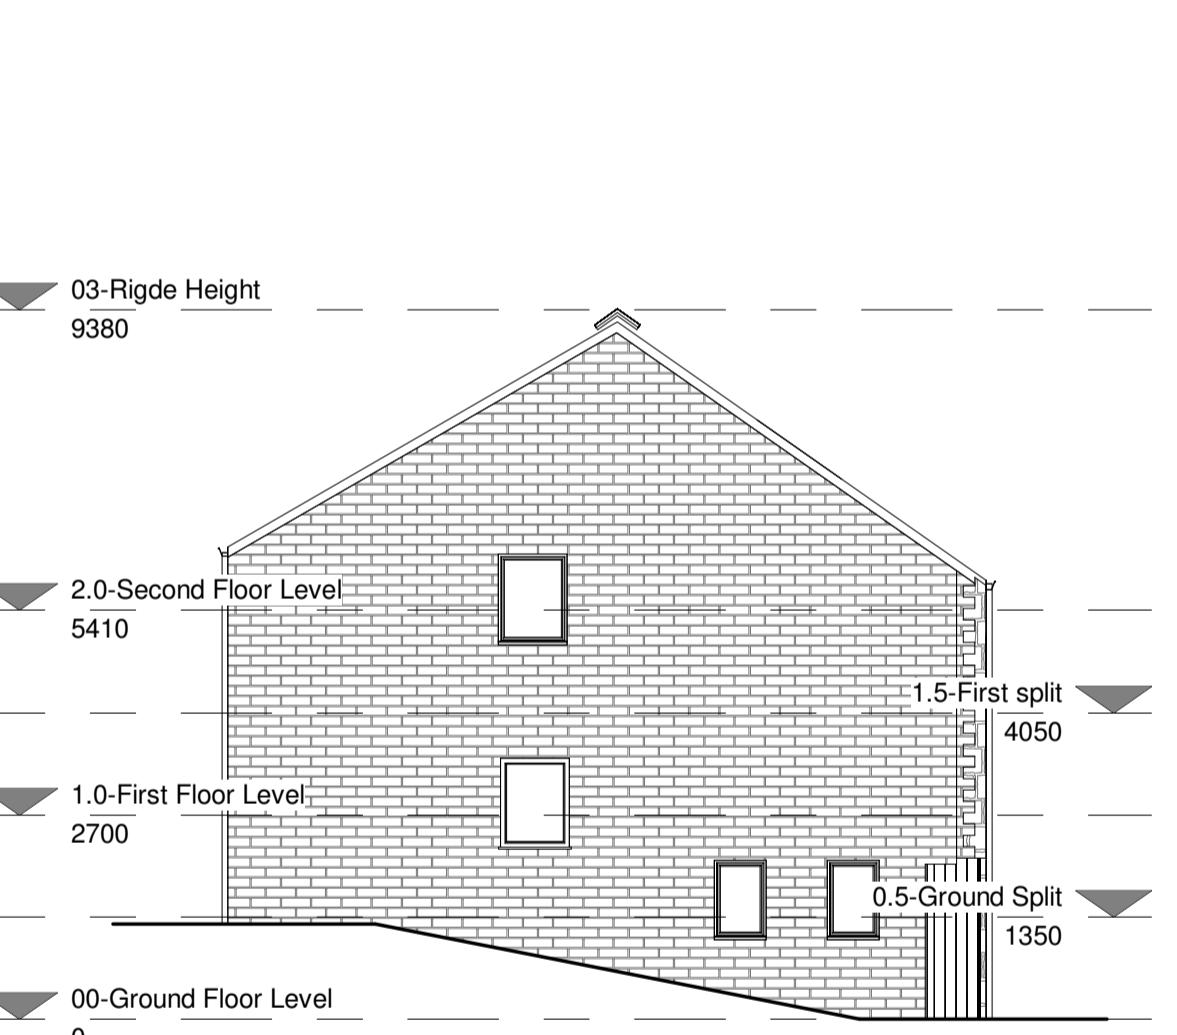 03-Rigde Height
9380
2.0-Second Floor Level
5410
1.5-First split
4050
1.0-First Floor Level
2700
0.5-Ground Split
1350
00-Ground Floor Level